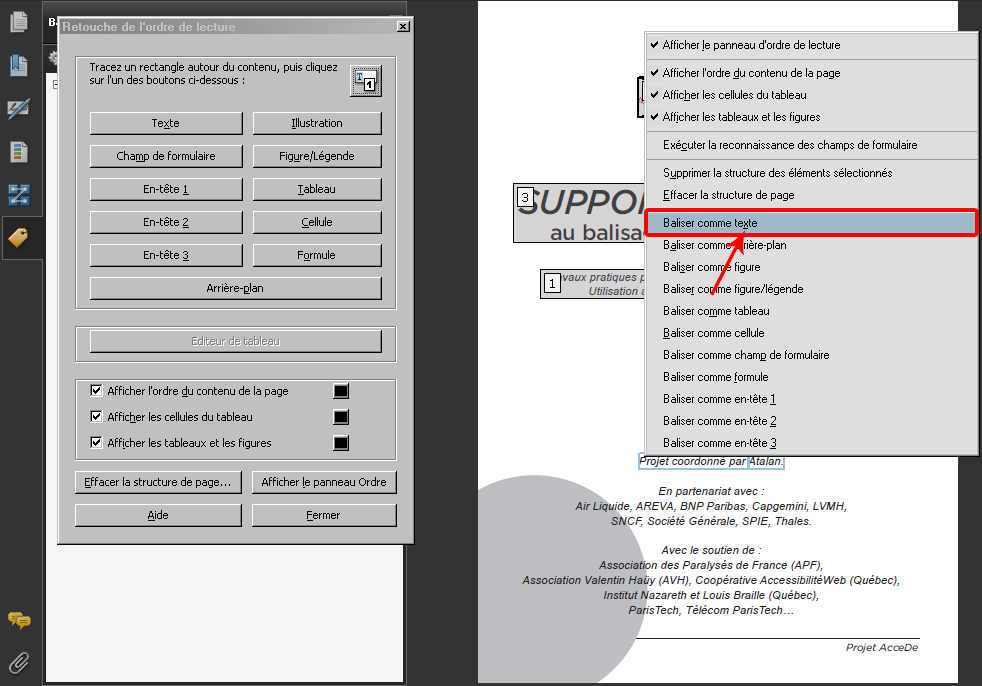 Retouche de l'ordre de lecture
Tracez un rectangle autour du contenu, puis cliquez
sur l'un des boutons ci-dessous :
Texte
Illustration
Champ de formulaire
Figure/Légende
En-tête 1
Tableau
En-tête 2
Cellule
En-tête 3
Formule
Arrière-plan
Editeur de tableau
Afficher l'ordre du contenu de la page
Afficher les cellules du tableau
Afficher les tableaux et les figures
Effacer la structure de page...
Afficher le panneau Ordre
Aide
Fermer
Afficher le panneau d'ordre de lecture
Afficher l'ordre du contenu de la page
Afficher les cellules du tableau
Afficher les tableaux et les figures
Exécuter la reconnaissance des champs de formulaire
Supprimer la structure des éléments sélectionnés
Effacer la structure de page
Baliser comme texte
Baliser comme arrière-plan
Baliser comme figure
Baliser comme figure/légende
Baliser comme tableau
Baliser comme cellule
Baliser comme champ de formulaire
Baliser comme formule
Baliser comme en-tête 1
Baliser comme en-tête 2
Baliser comme en-tête 3
3
au
1
pratiques
Utilisation
Projet coordonné par Atalan.
En partenariat avec :
Air Liquide, AREVA, BNP Paribas, Capgemini, LVMH,
SNCF, Société Générale, SPIE, Thales.
Avec le soutien de :
Association des Paralysés de France (APF),
Association Valentin Haüy (AVH), Coopérative AccessibilitéWeb (Québec),
Institut Nazareth et Louis Braille (Québec),
ParisTech, Télécom ParisTech...
Projet AcceDe